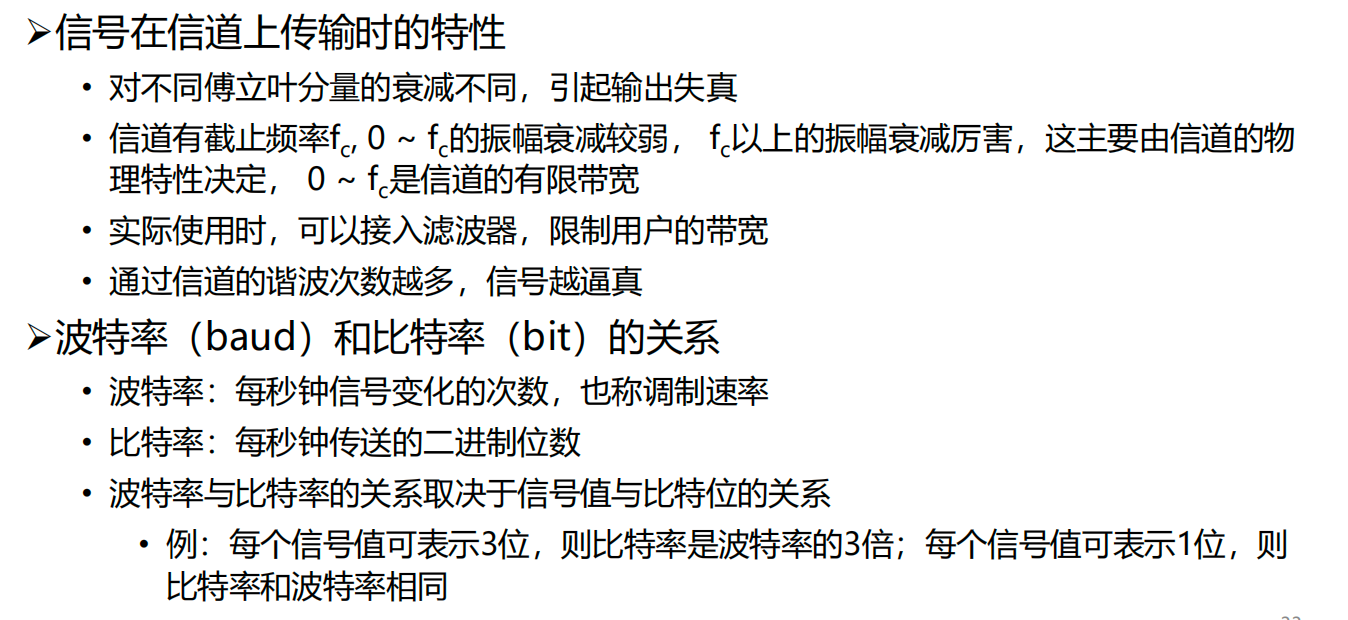 ➢信号在信道上传输时的特性
• 对不同傅立叶分量的衰减不同，引起输出失真
• 信道有截止频率fc, 0 ~ fc的振幅衰减较弱， fc以上的振幅衰减厉害，这主要由信道的物
理特性决定， 0 ~ fc是信道的有限带宽
• 实际使用时，可以接入滤波器，限制用户的带宽
• 通过信道的谐波次数越多，信号越逼真
➢波特率（baud）和比特率（bit）的关系
• 波特率：每秒钟信号变化的次数，也称调制速率
• 比特率：每秒钟传送的二进制位数
• 波特率与比特率的关系取决于信号值与比特位的关系
• 例：每个信号值可表示3位，则比特率是波特率的3倍；每个信号值可表示1位，则
比特率和波特率相同